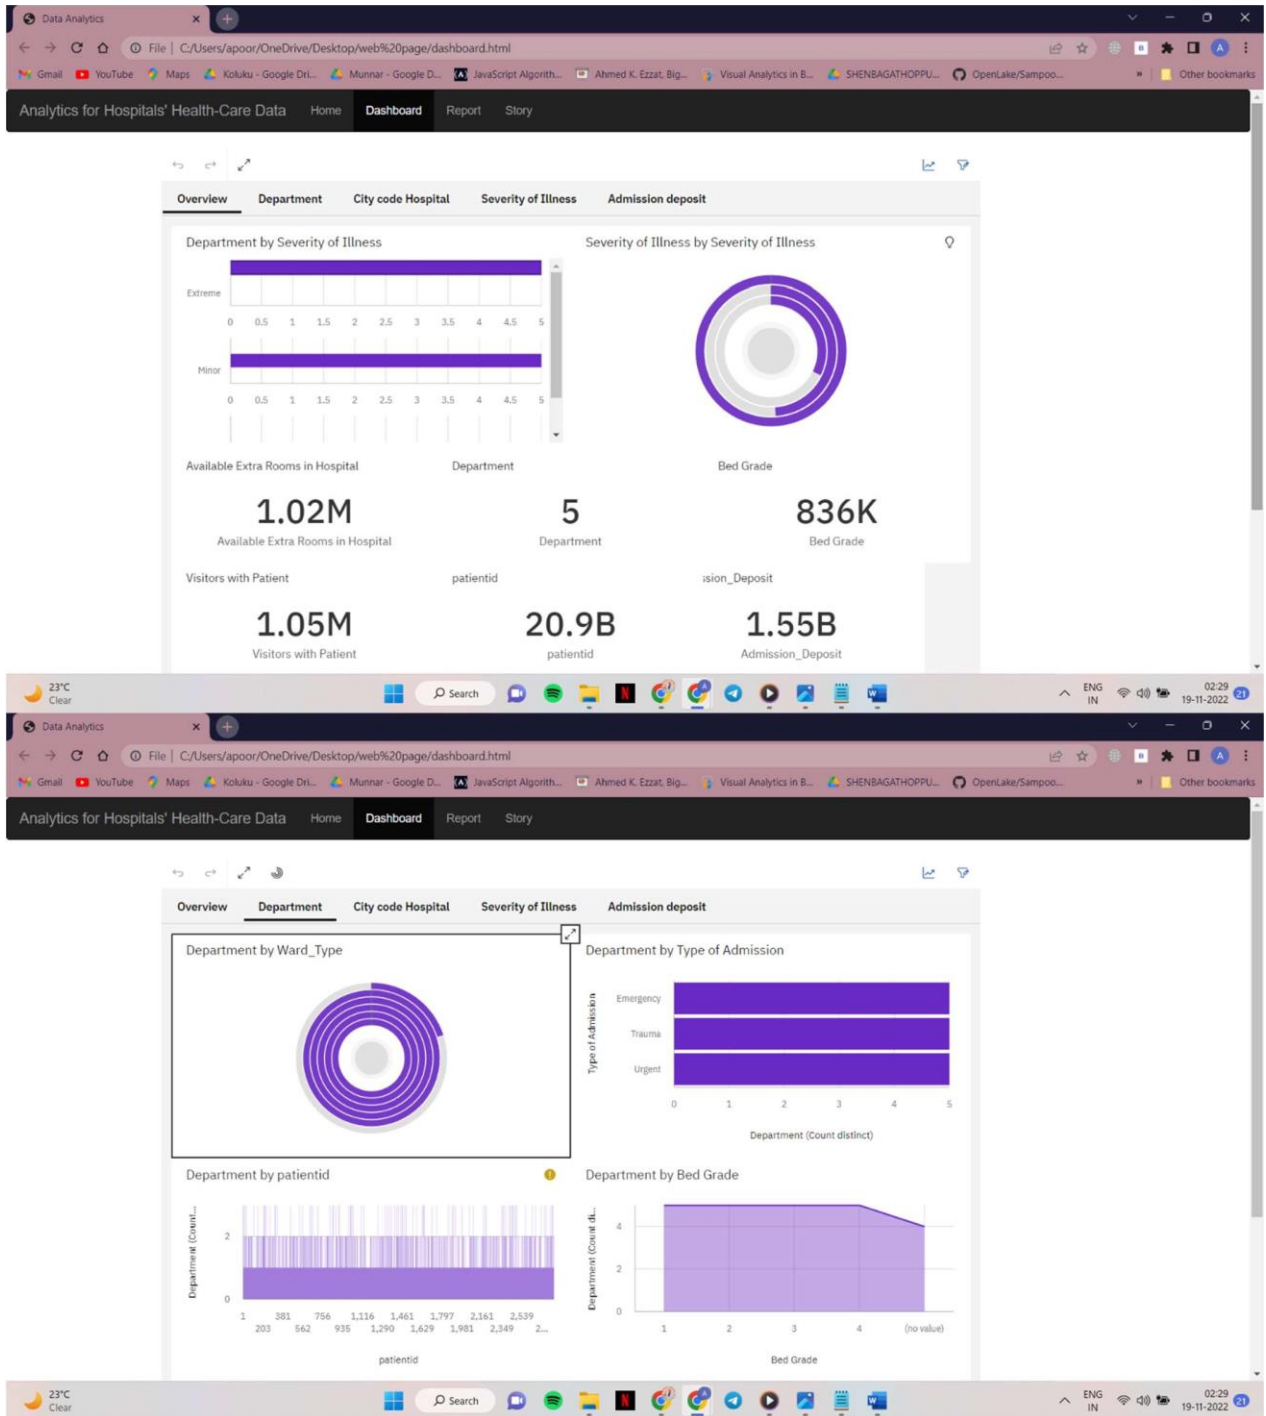 Data Analytics
File | C:/Users/apoor/OneDrive/Desktop/web%20page/dashboard.html
Gmail YouTube Maps Koluku - Google Dri... Munnar - Google D... JavaScript Algorith... Ahmed K. Ezzat, Big... Visual Analytics in B... SHENBAGATHOPPU... OpenLake/Sampoo... » Other bookmarks
Analytics for Hospitals' Health-Care Data Home Dashboard Report Story
Overview Department City code Hospital Severity of Illness Admission deposit
Department by Severity of Illness Severity of Illness by Severity of Illness
Extreme
0 0.5 1 1.5 2 2.5 3 3.5 4 4.5 5
Minor
0 0.5 1 1.5 2 2.5 3 3.5 4 4.5 5
Available Extra Rooms in Hospital Department Bed Grade
1.02M 5 836K
Available Extra Rooms in Hospital Department Bed Grade
Visitors with Patient patientid ision_Deposit
1.05M 20.9B 1.55B
Visitors with Patient patientid Admission_Deposit
23°C Search ENG 02:29
Clear IN 19-11-2022 21
Data Analytics
File | C:/Users/apoor/OneDrive/Desktop/web%20page/dashboard.html
Gmail YouTube Maps Koluku - Google Dri... Munnar - Google D... JavaScript Algorith... Ahmed K. Ezzat, Big... Visual Analytics in B... SHENBAGATHOPPU... OpenLake/Sampoo... » Other bookmarks
Analytics for Hospitals' Health-Care Data Home Dashboard Report Story
Overview Department City code Hospital Severity of Illness Admission deposit
Department by Ward_Type Department by Type of Admission
Type of Admission
Emergency
Trauma
Urgent
0 1 2 3 4 5
Department (Count distinct)
Department by patientid Department by Bed Grade
Department (Count...
2
0
1 381 756 1,116 1,461 1,797 2,161 2,539
203 562 935 1,290 1,629 1,981 2,349 2...
patientid
Department (Count di...
4
2
0
1 2 3 4 (no value)
Bed Grade
23°C Search ENG 02:29
Clear IN 19-11-2022 21